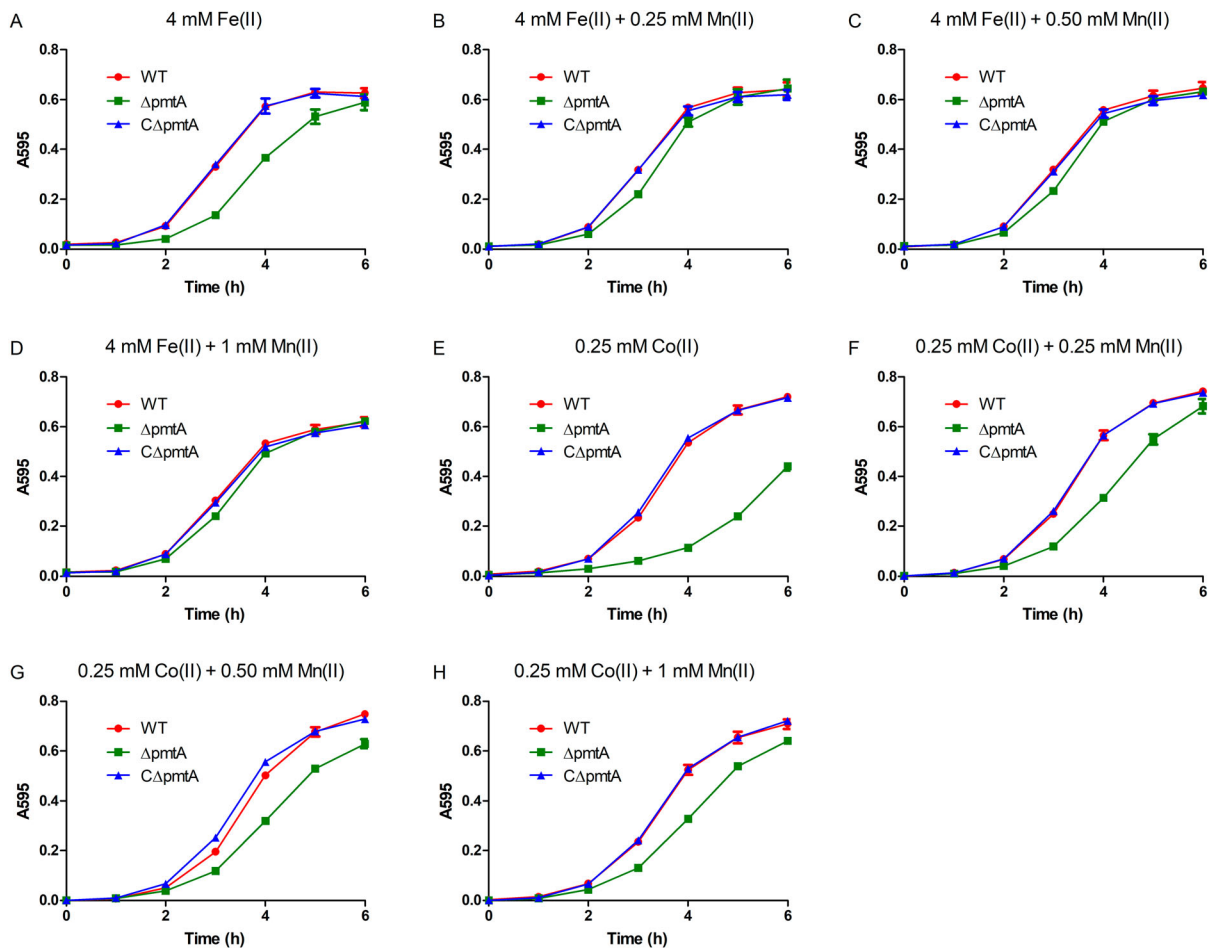 A
4 mM Fe(II)
0.8
0.6
0.4
0.2
0.0
A595
WT
ΔpmtA
CΔpmtA
0 2 4 6
Time (h)
B
4 mM Fe(II) + 0.25 mM Mn(II)
0.8
0.6
0.4
0.2
0.0
A595
WT
ΔpmtA
CΔpmtA
0 2 4 6
Time (h)
C
4 mM Fe(II) + 0.50 mM Mn(II)
0.8
0.6
0.4
0.2
0.0
A595
WT
ΔpmtA
CΔpmtA
0 2 4 6
Time (h)
D
4 mM Fe(II) + 1 mM Mn(II)
0.8
0.6
0.4
0.2
0.0
A595
WT
ΔpmtA
CΔpmtA
0 2 4 6
Time (h)
E
0.25 mM Co(II)
0.8
0.6
0.4
0.2
0.0
A595
WT
ΔpmtA
CΔpmtA
0 2 4 6
Time (h)
F
0.25 mM Co(II) + 0.25 mM Mn(II)
0.8
0.6
0.4
0.2
0.0
A595
WT
ΔpmtA
CΔpmtA
0 2 4 6
Time (h)
G
0.25 mM Co(II) + 0.50 mM Mn(II)
0.8
0.6
0.4
0.2
0.0
A595
WT
ΔpmtA
CΔpmtA
0 2 4 6
Time (h)
H
0.25 mM Co(II) + 1 mM Mn(II)
0.8
0.6
0.4
0.2
0.0
A595
WT
ΔpmtA
CΔpmtA
0 2 4 6
Time (h)